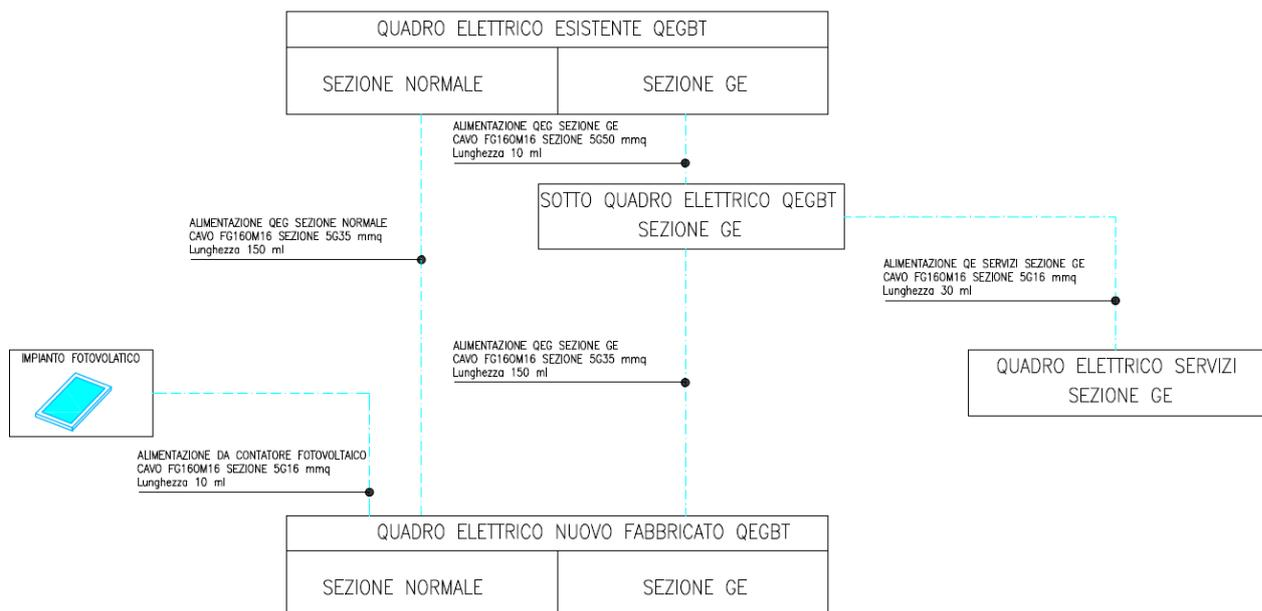 QUADRO ELETTRICO ESISTENTE QEGBT
SEZIONE NORMALE
SEZIONE GE
ALIMENTAZIONE QEG SEZIONE GE
CAVO FG16OM16 SEZIONE 5G50 mmq
Lunghezza 10 ml
SOTTO QUADRO ELETTRICO QEGBT
SEZIONE GE
ALIMENTAZIONE QEG SEZIONE NORMALE
CAVO FG16OM16 SEZIONE 5G35 mmq
Lunghezza 150 ml
ALIMENTAZIONE QE SERVIZI SEZIONE GE
CAVO FG16OM16 SEZIONE 5G16 mmq
Lunghezza 30 ml
ALIMENTAZIONE QEG SEZIONE GE
CAVO FG16OM16 SEZIONE 5G35 mmq
Lunghezza 150 ml
IMPIANTO FOTOVOLATICO
QUADRO ELETTRICO SERVIZI
SEZIONE GE
ALIMENTAZIONE DA CONTATORE FOTOVOLTAICO
CAVO FG16OM16 SEZIONE 5G16 mmq
Lunghezza 10 ml
QUADRO ELETTRICO NUOVO FABBRICATO QEGBT
SEZIONE NORMALE
SEZIONE GE